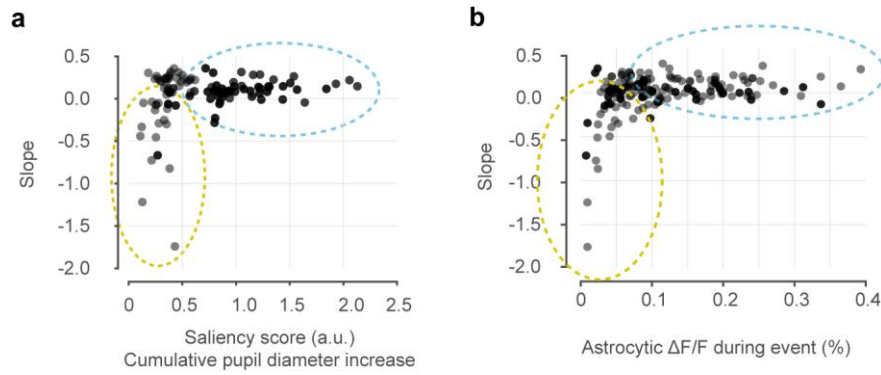 a
0.5
0.0
-0.5
-1.0
-1.5
-2.0
Slope
0 0.5 1.0 1.5 2.0 2.5
Saliency score (a.u.)
Cumulative pupil diameter increase
b
0.5
0.0
-0.5
-1.0
-1.5
-2.0
Slope
0 0.1 0.2 0.3 0.4
Astrocytic ΔF/F during event (%)